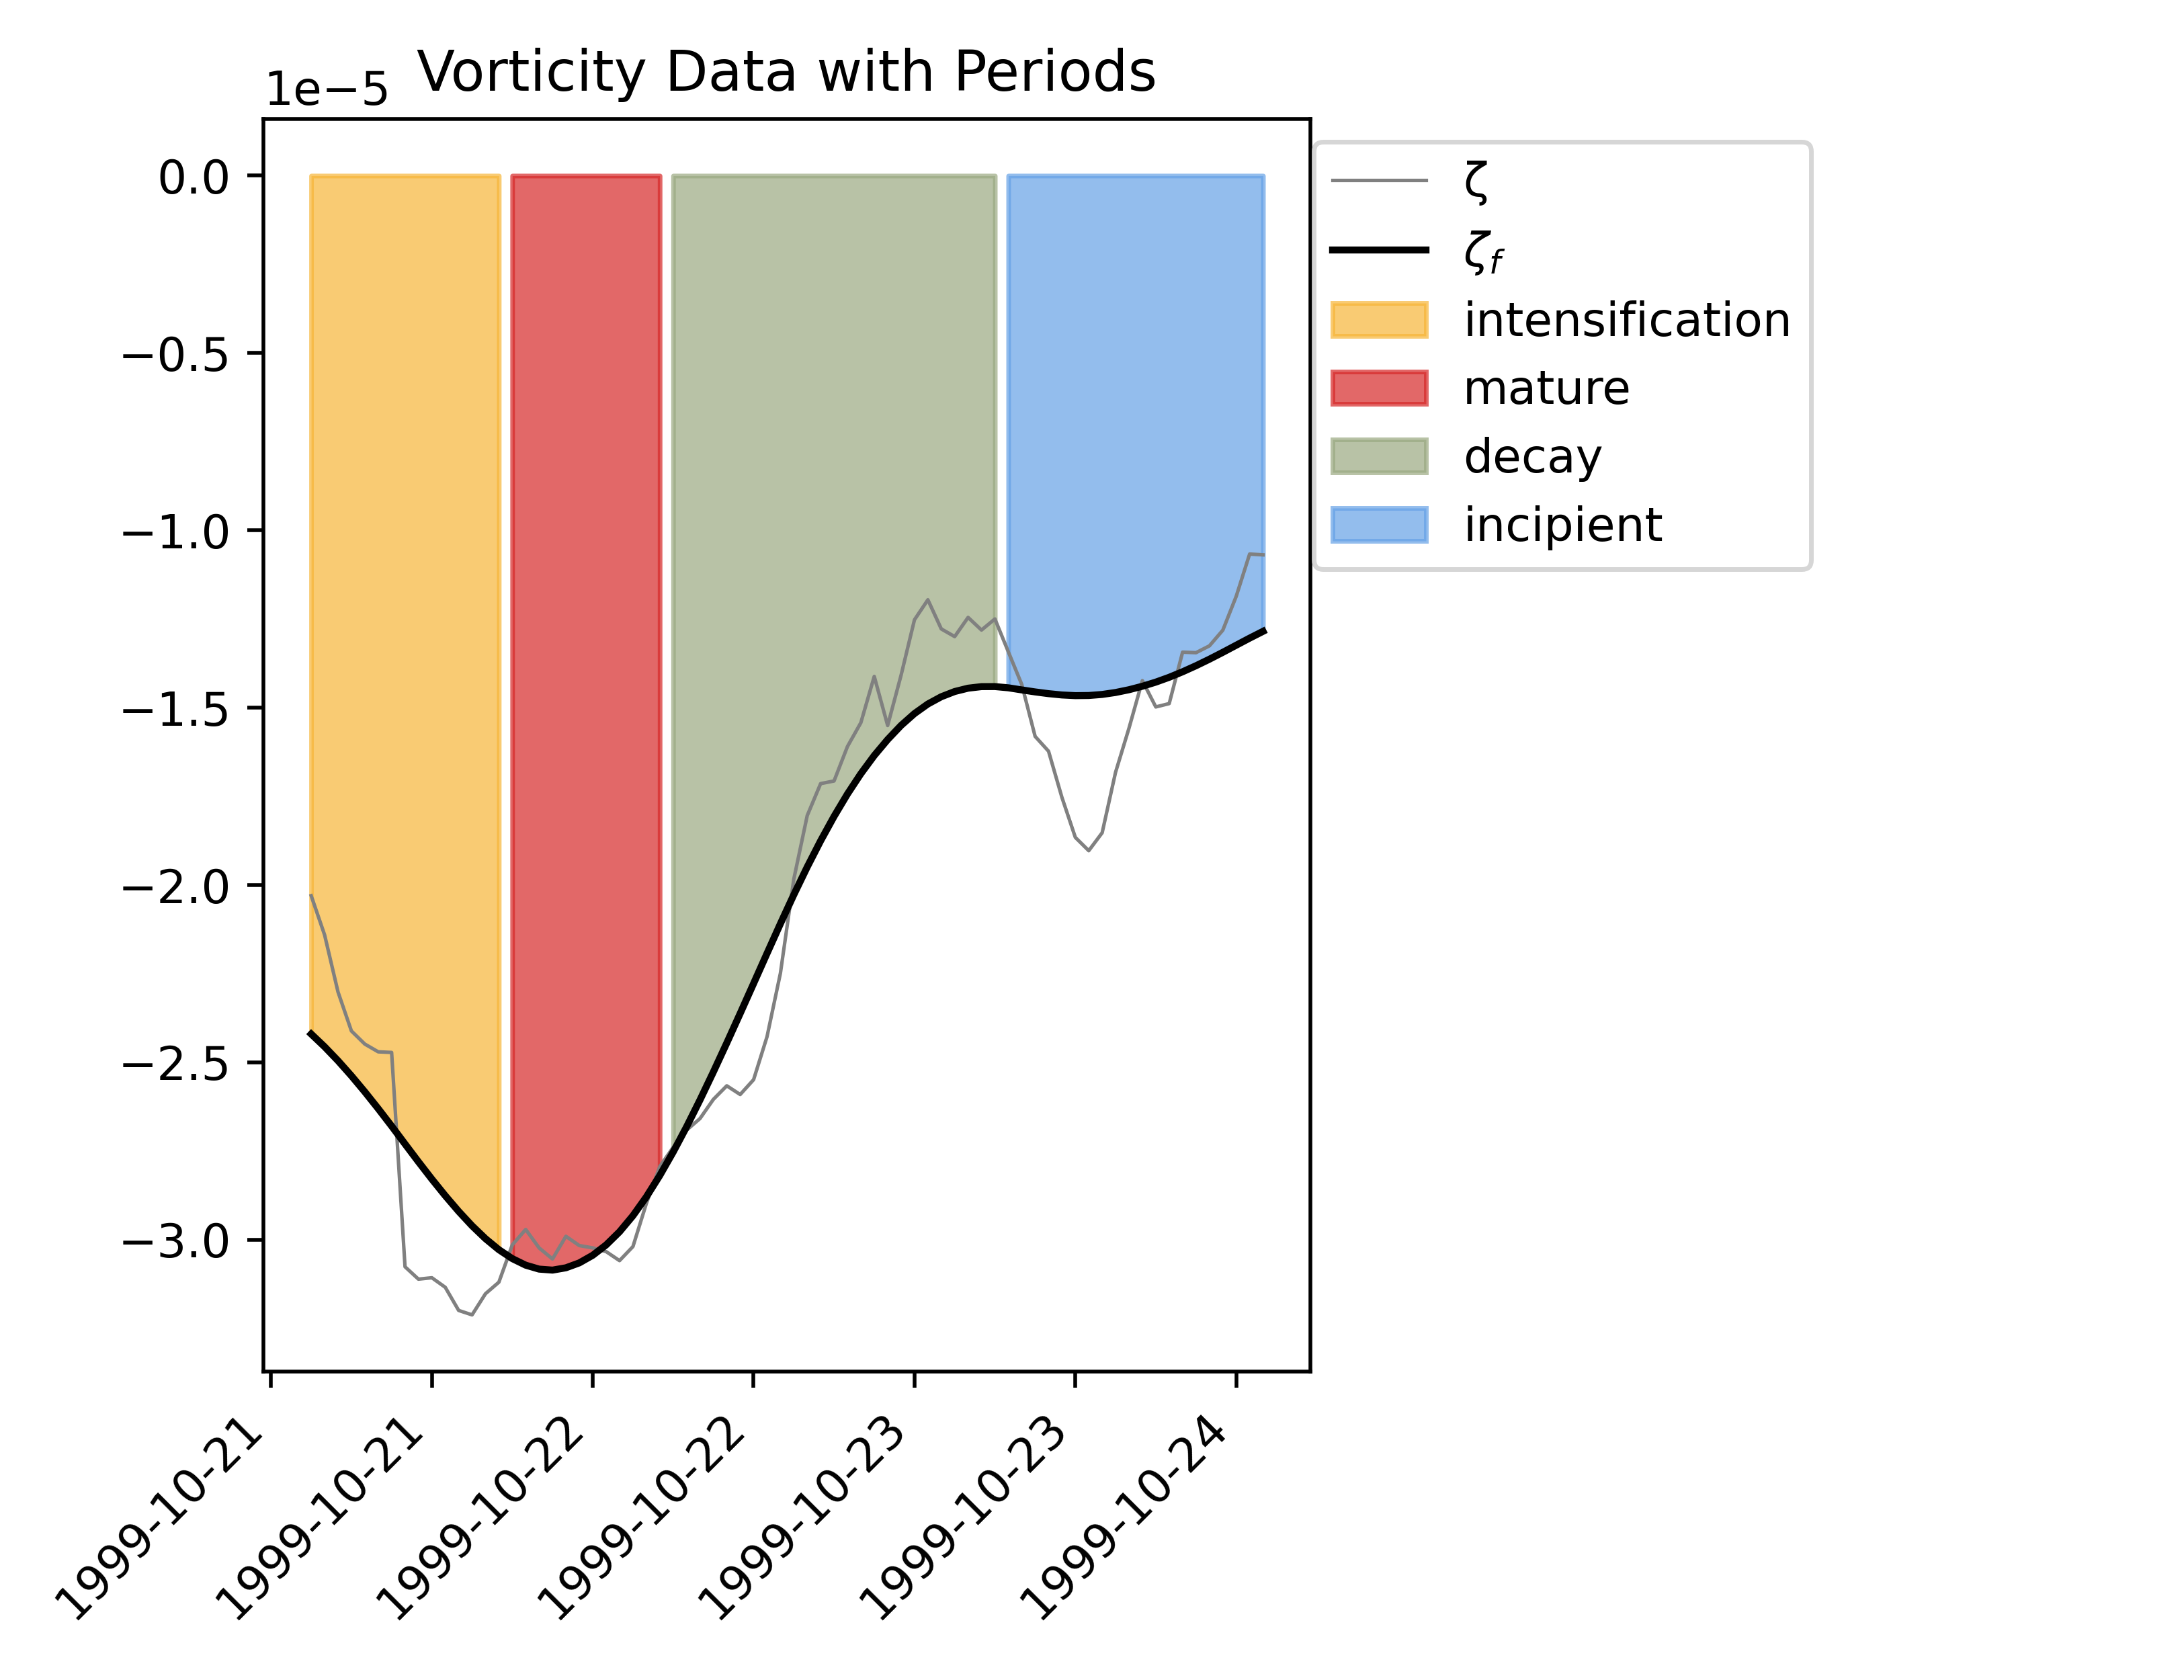 Vorticity Data with Periods
1e−5
0.0
−0.5
−1.0
−1.5
−2.0
−2.5
−3.0
1999-10-21
1999-10-21
1999-10-22
1999-10-22
1999-10-23
1999-10-23
1999-10-24
ζ
ζf
intensification
mature
decay
incipient